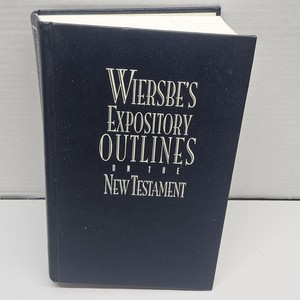 WIERSBE'S
EXPOSITORY
OUTLINES
ON THE
NEW TESTAMENT